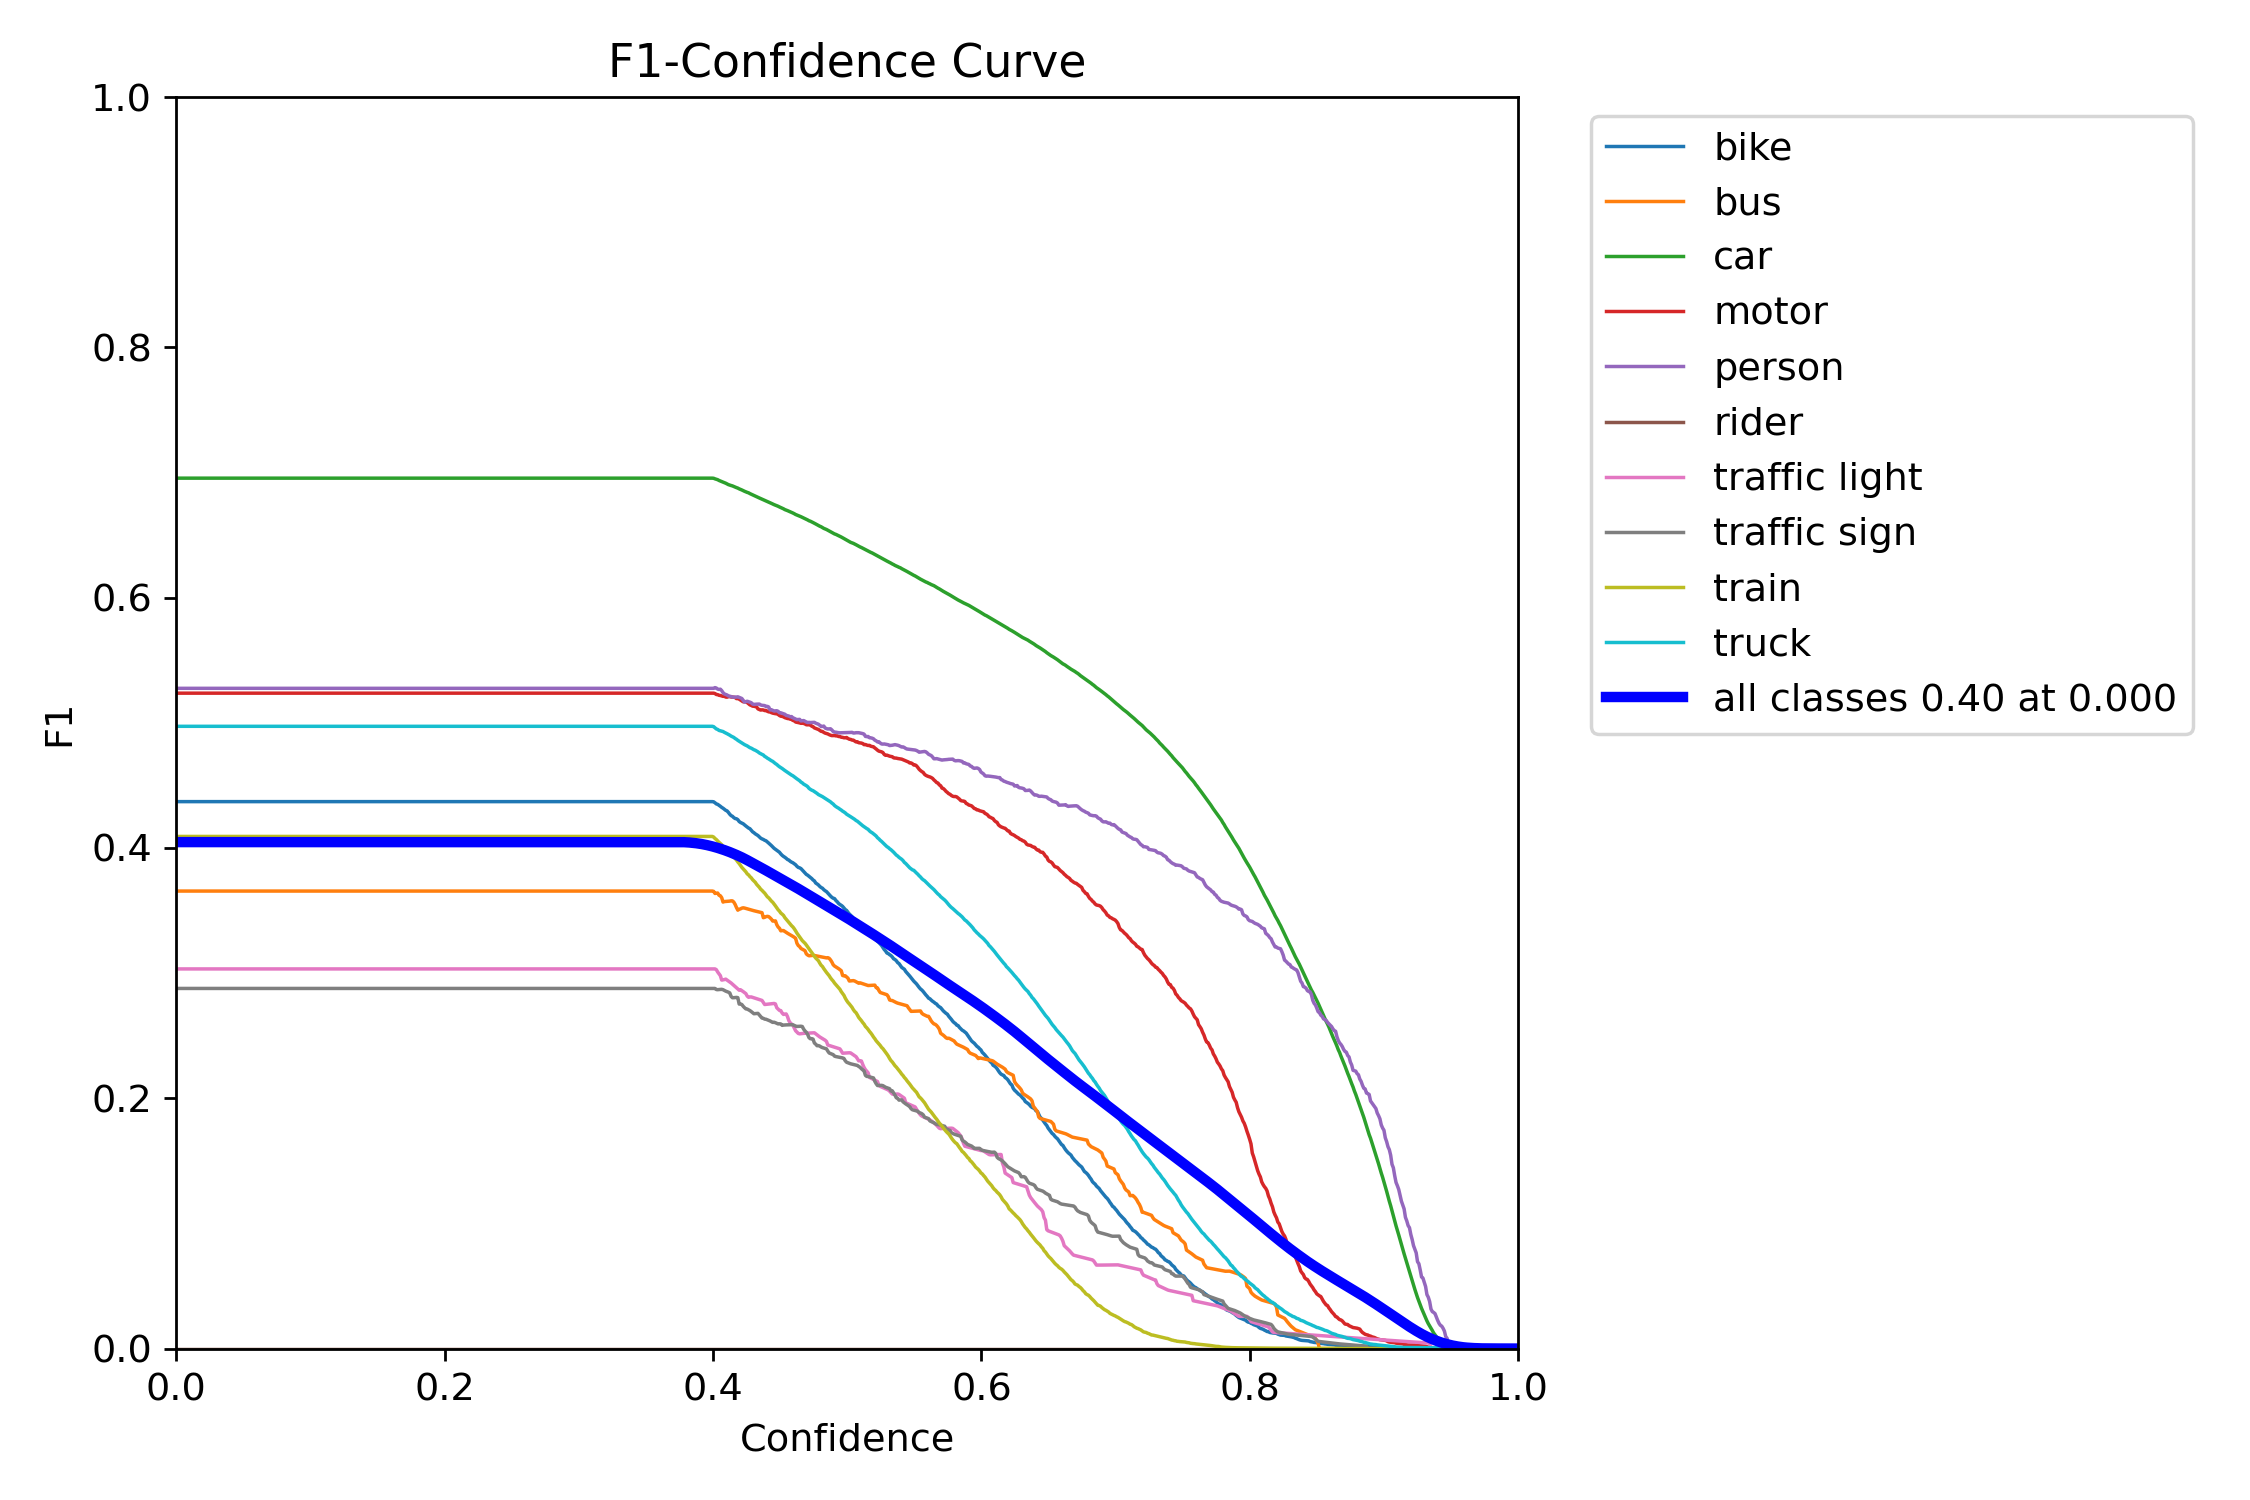 F1-Confidence Curve
1.0
0.8
0.6
0.4
0.2
0.0
F1
0.0 0.2 0.4 0.6 0.8 1.0
Confidence
bike
bus
car
motor
person
rider
traffic light
traffic sign
train
truck
all classes 0.40 at 0.000